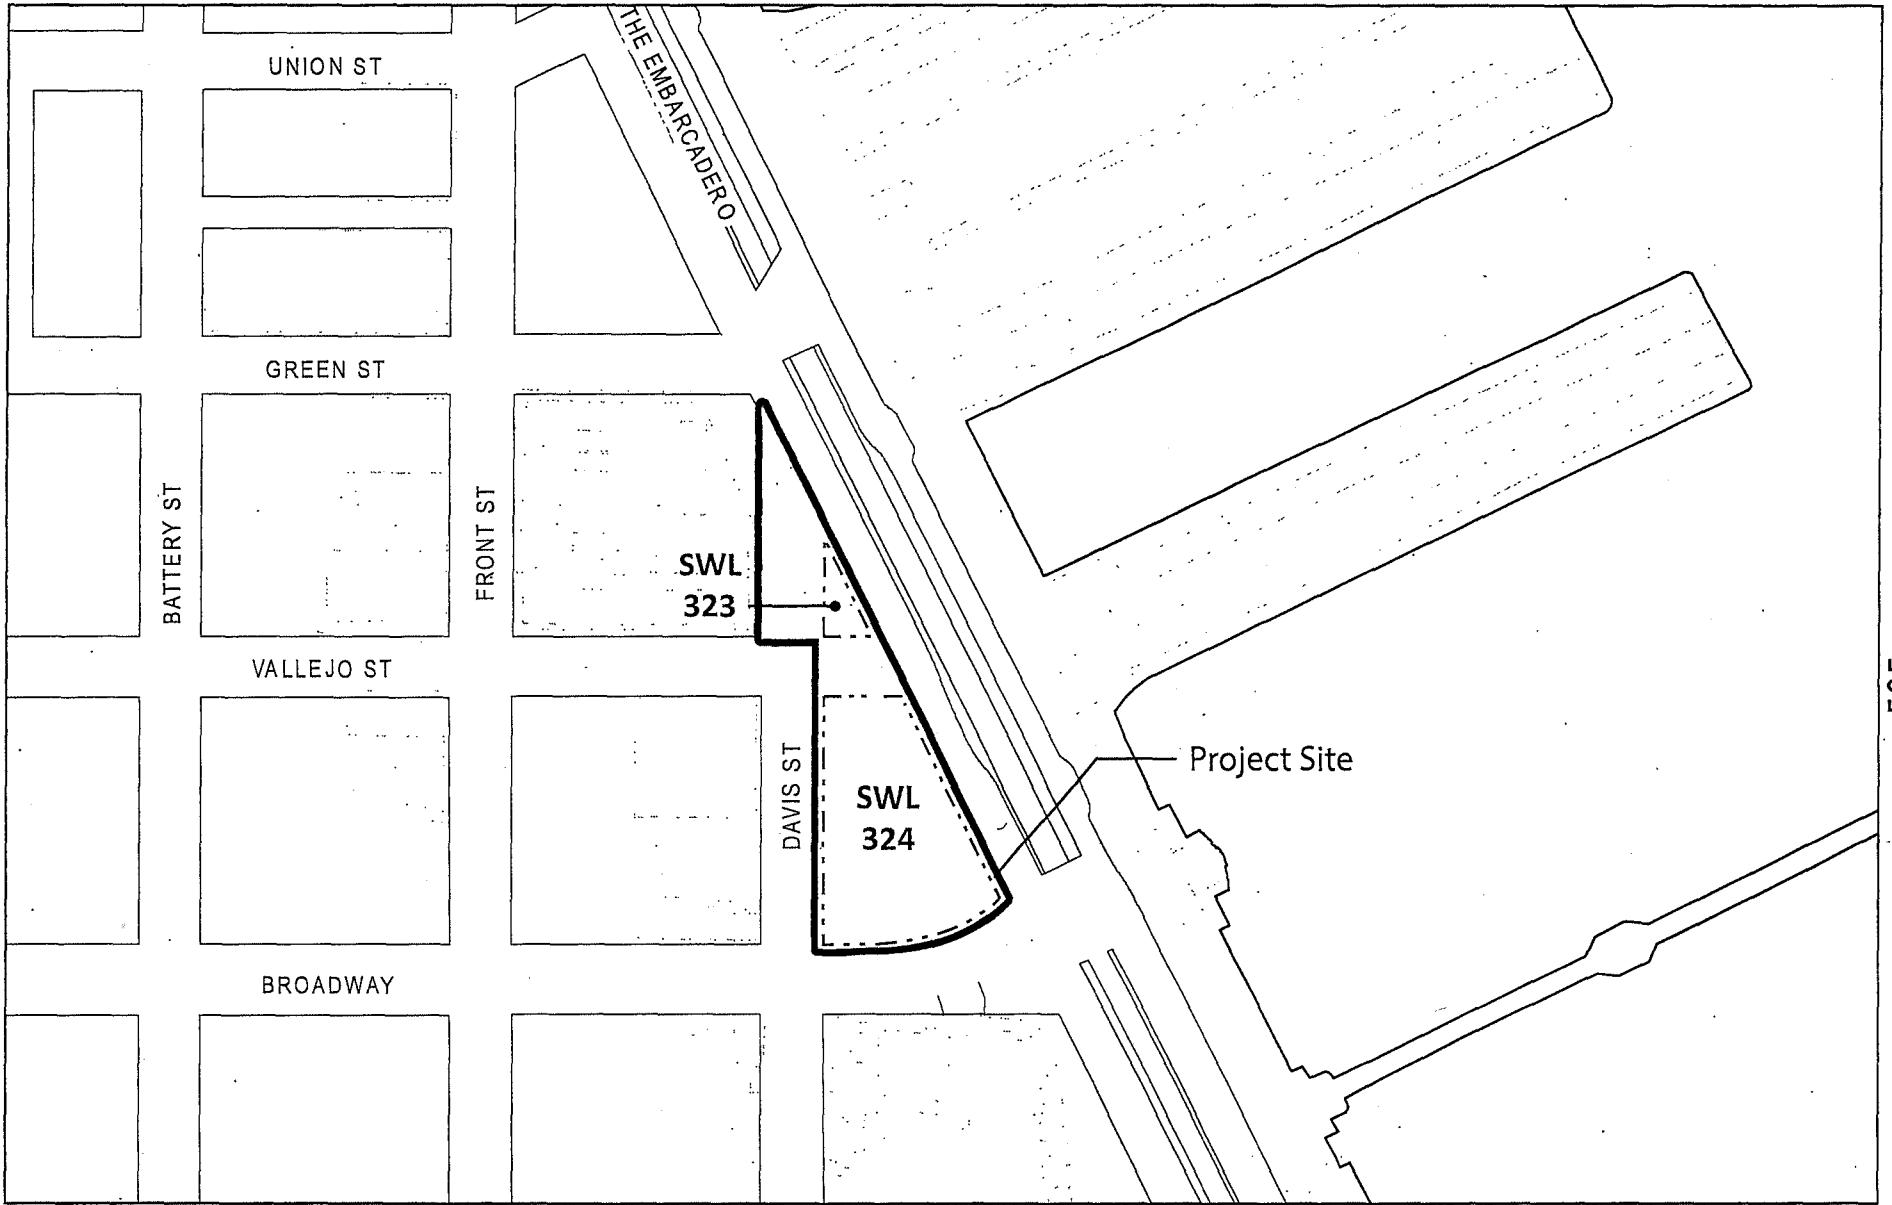 UNION ST
THE EMBARCADERO
GREEN ST
BATTERY ST
FRONT ST
SWL
323
VALLEJO ST
DAVIS ST
Project Site
SWL
324
BROADWAY